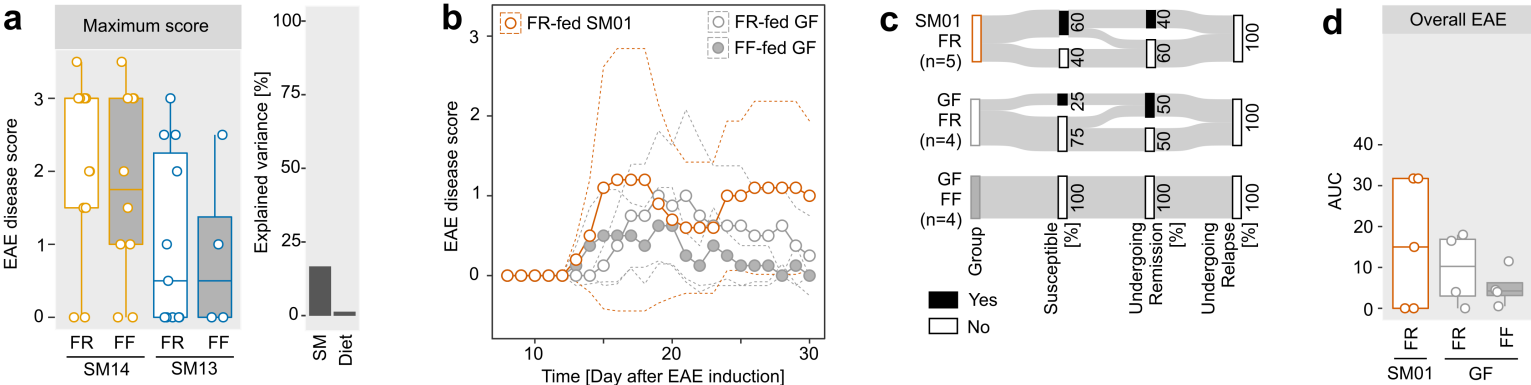 a
Maximum score
EAE disease score
3
2
1
0
FR
FF
FR
FF
SM14
SM13
Explained variance [%]
100
75
50
25
0
SM
Diet
b
EAE disease score
3
2
1
0
FR-fed SM01
FR-fed GF
FF-fed GF
10
20
30
Time [Day after EAE induction]
c
SM01
FR
(n=5)
60
40
40
60
100
GF
FR
(n=4)
25
75
50
50
100
GF
FF
(n=4)
100
100
100
Group
Susceptible
[%]
Undergoing
Remission
[%]
Undergoing
Relapse
[%]
Yes
No
d
Overall EAE
AUC
40
30
20
10
0
FR
FR
FF
SM01
GF